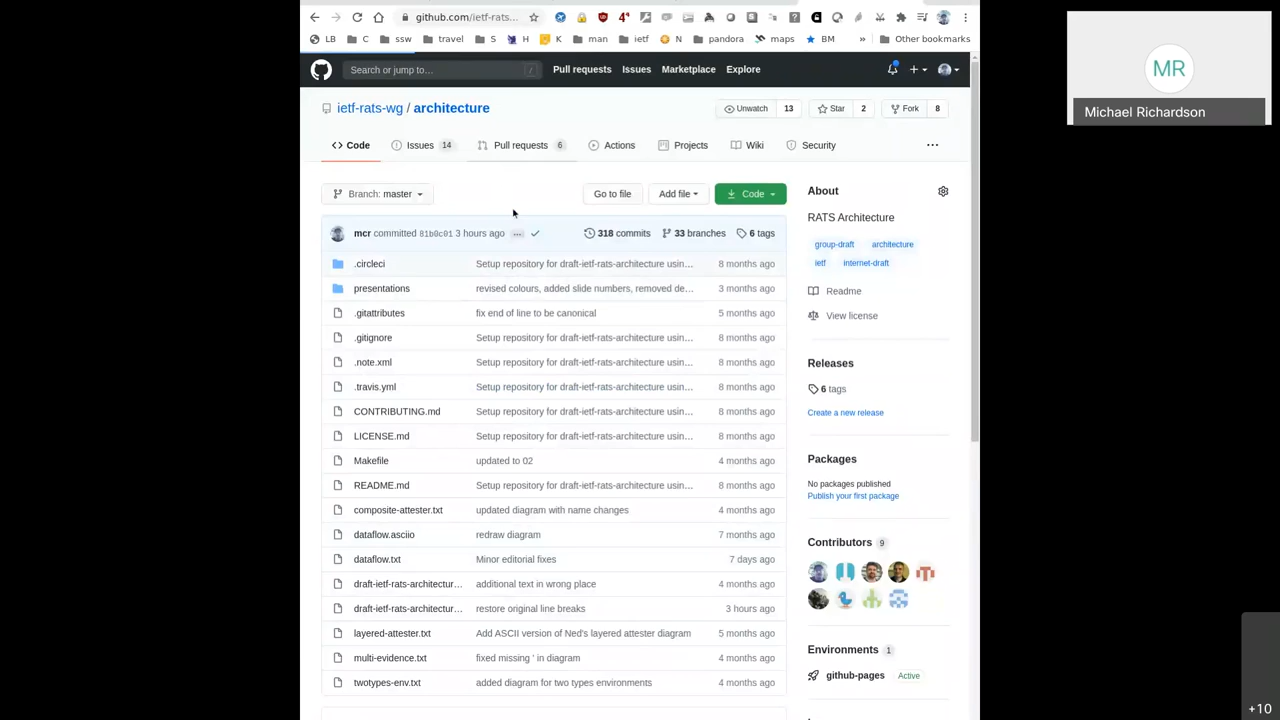 github.com/ietf-rats...
LB C ssw travel S H K man ietf N pandora maps BM » Other bookmarks
Search or jump to... / Pull requests Issues Marketplace Explore
ietf-rats-wg / architecture Unwatch 13 Star 2 Fork 8
<> Code Issues 14 Pull requests 6 Actions Projects Wiki Security ...
Branch: master Go to file Add file Code
mcr committed 81b0c01 3 hours ago ... 318 commits 33 branches 6 tags
.circleci Setup repository for draft-ietf-rats-architecture usin... 8 months ago
presentations revised colours, added slide numbers, removed de... 3 months ago
.gitattributes fix end of line to be canonical 5 months ago
.gitignore Setup repository for draft-ietf-rats-architecture usin... 8 months ago
.note.xml Setup repository for draft-ietf-rats-architecture usin... 8 months ago
.travis.yml Setup repository for draft-ietf-rats-architecture usin... 8 months ago
CONTRIBUTING.md Setup repository for draft-ietf-rats-architecture usin... 8 months ago
LICENSE.md Setup repository for draft-ietf-rats-architecture usin... 8 months ago
Makefile updated to 02 4 months ago
README.md Setup repository for draft-ietf-rats-architecture usin... 8 months ago
composite-attester.txt updated diagram with name changes 4 months ago
dataflow.asciio redraw diagram 7 months ago
dataflow.txt Minor editorial fixes 7 days ago
draft-ietf-rats-architectur... additional text in wrong place 4 months ago
draft-ietf-rats-architectur... restore original line breaks 3 hours ago
layered-attester.txt Add ASCII version of Ned's layered attester diagram 5 months ago
multi-evidence.txt fixed missing ' in diagram 4 months ago
twotypes-env.txt added diagram for two types environments 4 months ago
About
RATS Architecture
group-draft architecture
ietf internet-draft
Readme
View license
Releases
6 tags
Create a new release
Packages
No packages published
Publish your first package
Contributors 9
Environments 1
github-pages Active
MR
Michael Richardson
+10